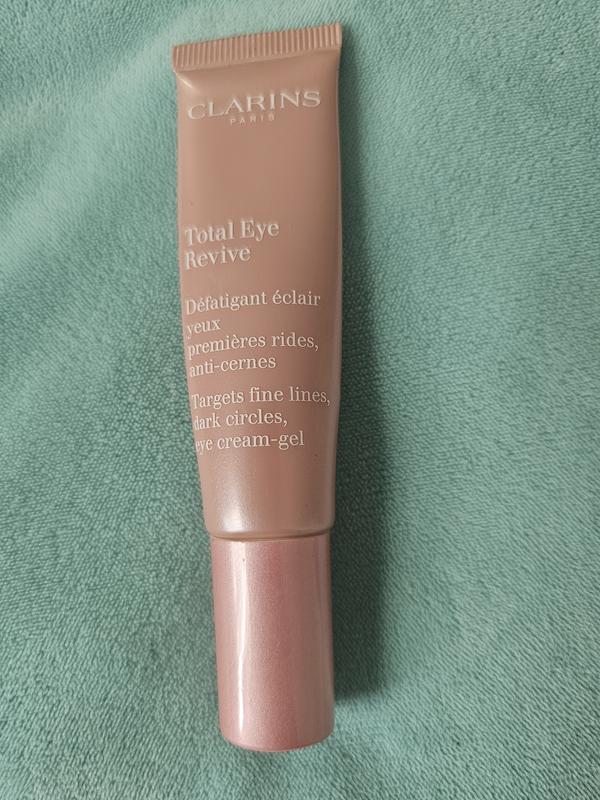 CLARINS
PARIS
Total Eye
Revive
Défatigant éclair
yeux
premières rides,
anti-cernes
Targets fine lines,
dark circles,
eye cream-gel